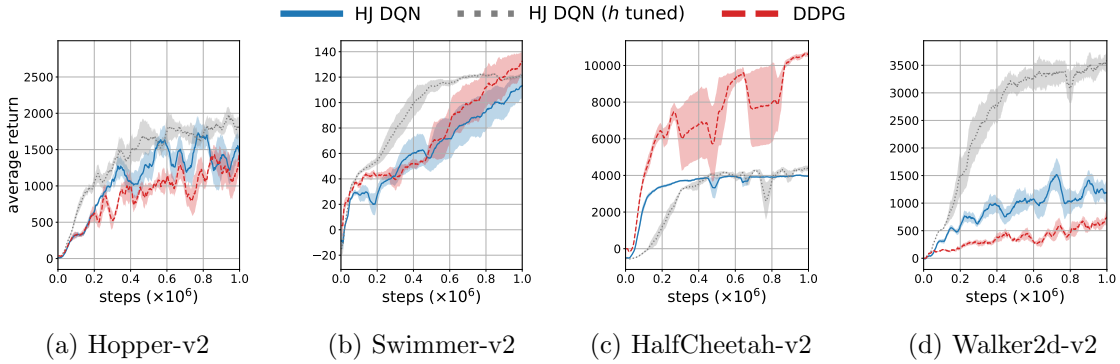 HJ DQN HJ DQN (h tuned) DDPG
average return
2500
2000
1500
1000
500
0
0.0 0.2 0.4 0.6 0.8 1.0
steps (×10⁶)
(a) Hopper-v2
140
120
100
80
60
40
20
0
−20
0.0 0.2 0.4 0.6 0.8 1.0
steps (×10⁶)
(b) Swimmer-v2
10000
8000
6000
4000
2000
0
0.0 0.2 0.4 0.6 0.8 1.0
steps (×10⁶)
(c) HalfCheetah-v2
3500
3000
2500
2000
1500
1000
500
0
0.0 0.2 0.4 0.6 0.8 1.0
steps (×10⁶)
(d) Walker2d-v2